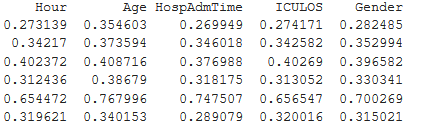 Hour Age HospAdmTime ICULOS Gender
0.273139 0.354603 0.269949 0.274171 0.282485
0.34217 0.373594 0.346018 0.342582 0.352994
0.402372 0.408716 0.376988 0.40269 0.396582
0.312436 0.38679 0.318175 0.313052 0.330341
0.654472 0.767996 0.747507 0.656547 0.700269
0.319621 0.340153 0.289079 0.320016 0.315021